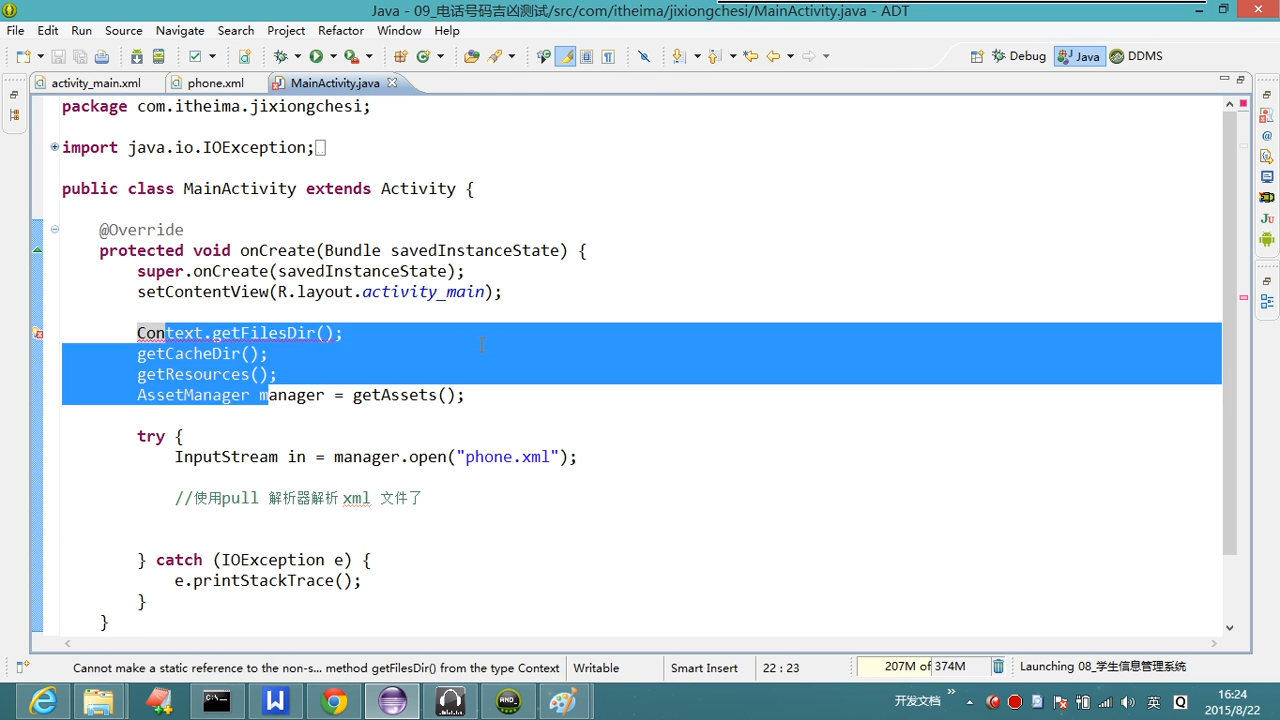 Java - 09_电话号码吉凶测试/src/com/itheima/jixiongchesi/MainActivity.java - ADT
File Edit Run Source Navigate Search Project Refactor Window Help
Debug Java DDMS
activity_main.xml phone.xml MainActivity.java
package com.itheima.jixiongchesi;
import java.io.IOException;
public class MainActivity extends Activity {
@Override
protected void onCreate(Bundle savedInstanceState) {
super.onCreate(savedInstanceState);
setContentView(R.layout.activity_main);
Context.getFilesDir();
getCacheDir();
getResources();
AssetManager manager = getAssets();
try {
InputStream in = manager.open("phone.xml");
//使用pull 解析器解析 xml 文件了
} catch (IOException e) {
e.printStackTrace();
}
}
Cannot make a static reference to the non-s... method getFilesDir() from the type Context Writable Smart Insert 22 : 23 207M of 374M Launching 08_学生信息管理系统
开发文档 » 英 16:24
2015/8/22